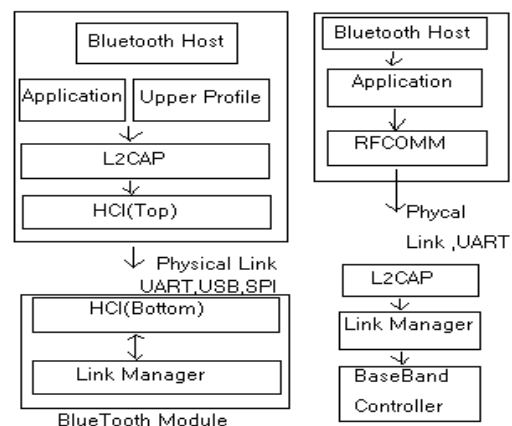 Bluetooth Host
Application
Upper Profile
L2CAP
HCI(Top)
Physical Link
UART,USB,SPI
HCI(Bottom)
Link Manager
BlueTooth Module
Bluetooth Host
Application
RFCOMM
Phycal
Link ,UART
L2CAP
Link Manager
BaseBand
Controller